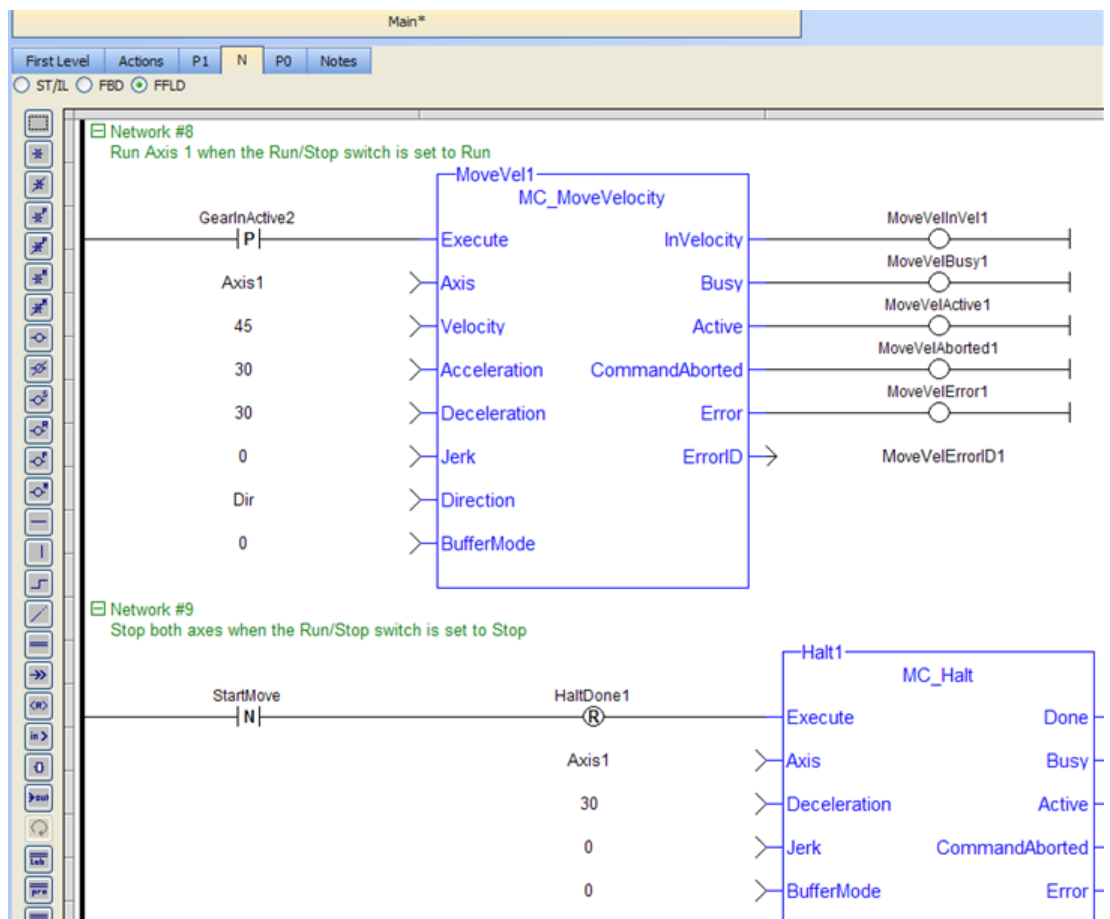 Main*
First Level Actions P1 N P0 Notes
ST/IL FBD FFLD
Network #8
Run Axis 1 when the Run/Stop switch is set to Run
MoveVel1
MC_MoveVelocity
GearInActive2
P
Execute InVelocity MoveVelInVel1
Axis1 Axis Busy MoveVelBusy1
45 Velocity Active MoveVelActive1
30 Acceleration CommandAborted MoveVelAborted1
30 Deceleration Error MoveVelError1
0 Jerk ErrorID MoveVelErrorID1
Dir Direction
0 BufferMode
Network #9
Stop both axes when the Run/Stop switch is set to Stop
Halt1
MC_Halt
StartMove HaltDone1
N R Execute Done
Axis1 Axis Busy
30 Deceleration Active
0 Jerk CommandAborted
0 BufferMode Error